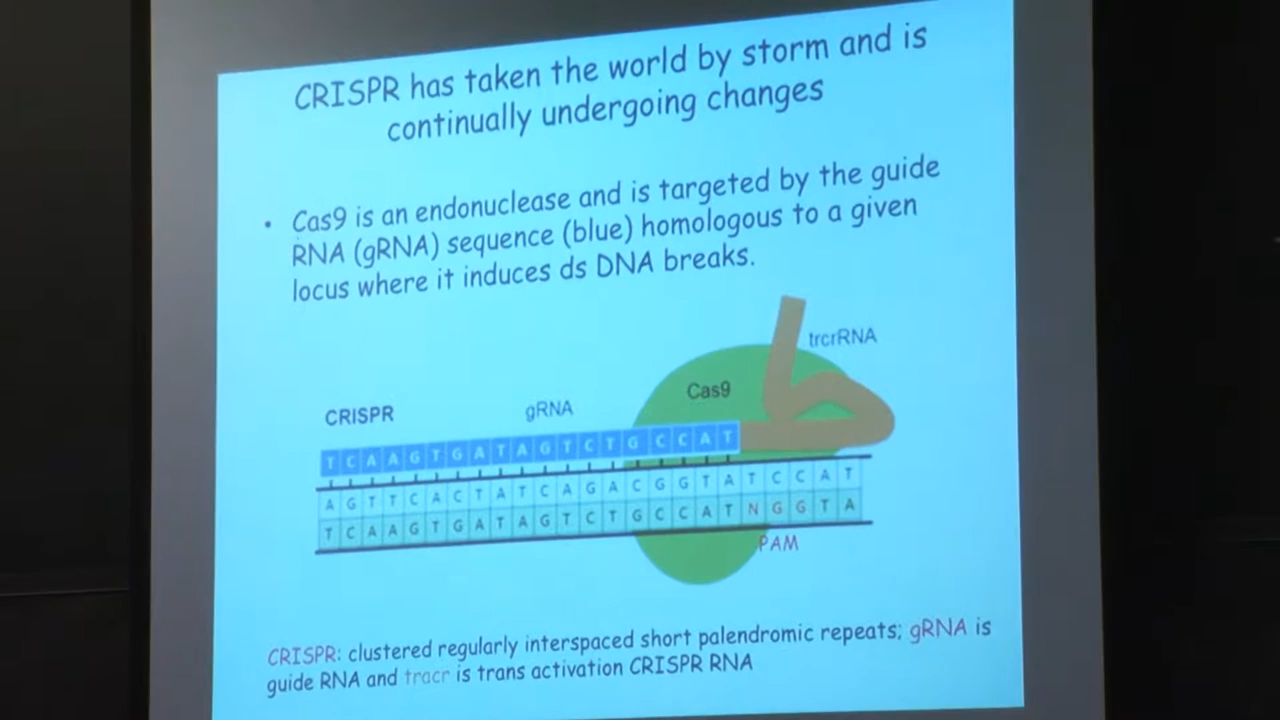 CRISPR has taken the world by storm and is
continually undergoing changes
• Cas9 is an endonuclease and is targeted by the guide
RNA (gRNA) sequence (blue) homologous to a given
locus where it induces ds DNA breaks.
trcrRNA
Cas9
CRISPR
gRNA
T C A A G T G A T A G T C T G C C A T
A G T T C A C T A T C A G A C G G T A T C C A T
T C A A G T G A T A G T C T G C C A T N G G T A
PAM
CRISPR: clustered regularly interspaced short palendromic repeats; gRNA is
guide RNA and tracr is trans activation CRISPR RNA